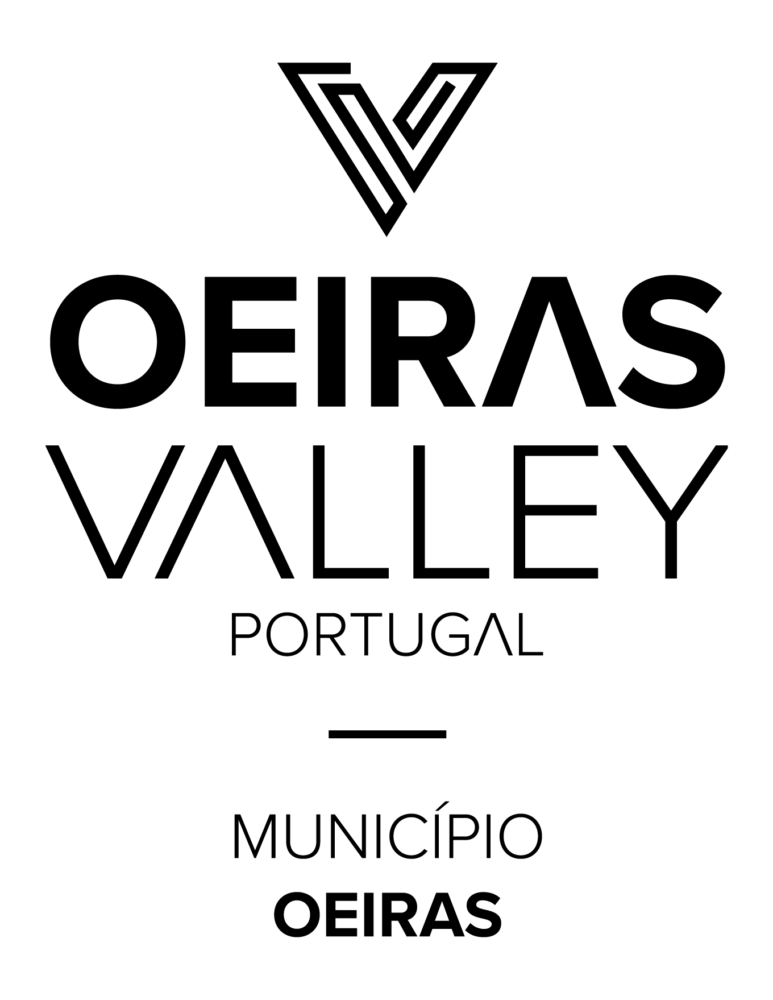 OEIRAS
VALLEY
PORTUGAL
MUNICÍPIO
OEIRAS